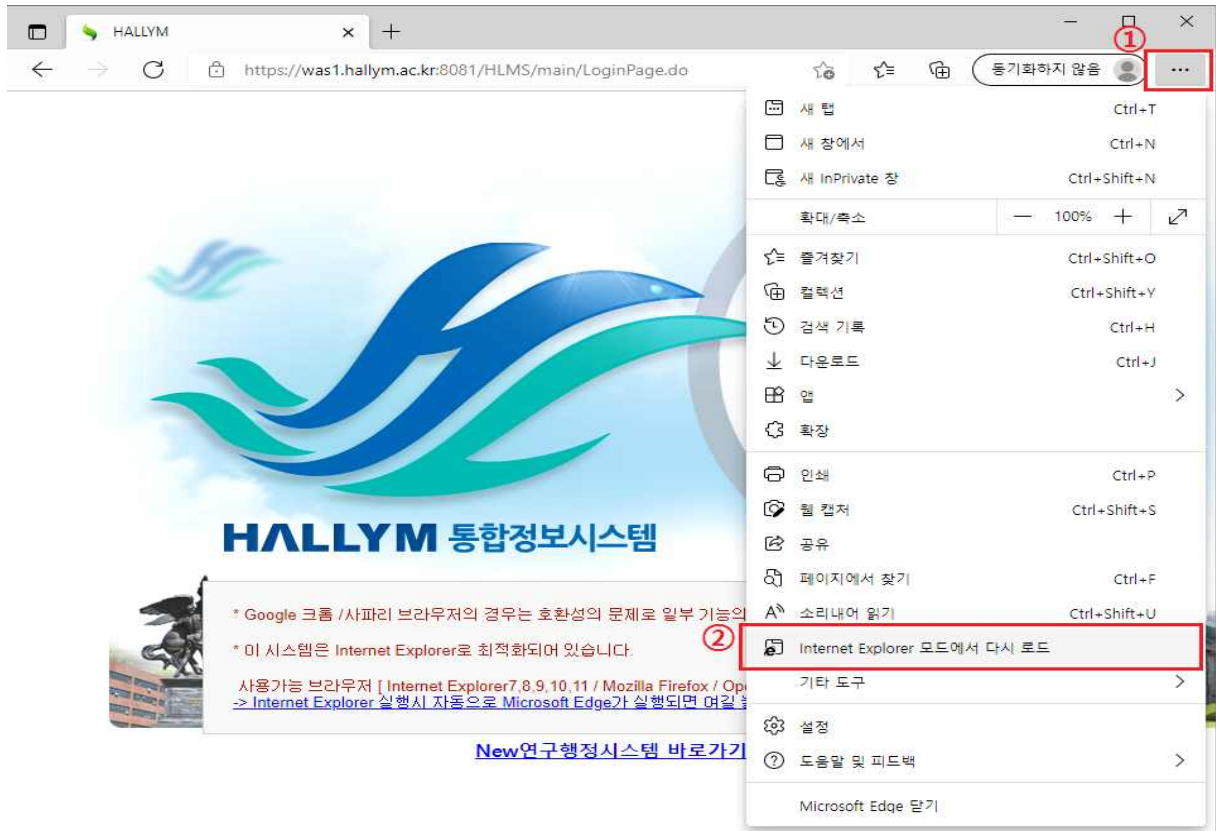 HALLYM
①
https://was1.hallym.ac.kr:8081/HLMS/main/LoginPage.do
동기화하지 않음
새 탭 Ctrl+T
새 창에서 Ctrl+N
새 InPrivate 창 Ctrl+Shift+N
확대/축소 100%
즐겨찾기 Ctrl+Shift+O
컬렉션 Ctrl+Shift+Y
검색 기록 Ctrl+H
다운로드 Ctrl+J
앱
확장
인쇄 Ctrl+P
웹 캡처 Ctrl+Shift+S
공유
페이지에서 찾기 Ctrl+F
소리내어 읽기 Ctrl+Shift+U
② Internet Explorer 모드에서 다시 로드
기타 도구
설정
도움말 및 피드백
Microsoft Edge 닫기
HALLYM 통합정보시스템
* Google 크롬 /사파리 브라우저의 경우는 호환성의 문제로 일부 기능의
* 이 시스템은 Internet Explorer로 최적화되어 있습니다.
사용가능 브라우저 [ Internet Explorer7,8,9,10,11 / Mozilla Firefox / Op
-> Internet Explorer 실행시 자동으로 Microsoft Edge가 실행되면 여길
New연구행정시스템 바로가기